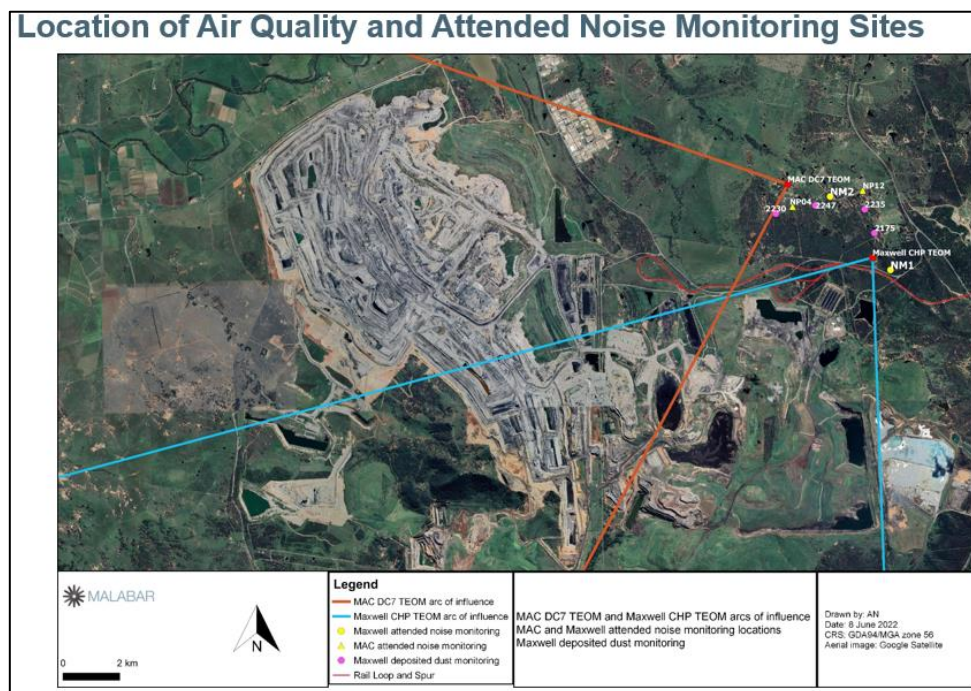 Location of Air Quality and Attended Noise Monitoring Sites
MAC DC7 TEOM
NP12
NM2
NP04
2247
2235
2230
2175
Maxwell CHP TEOM
NM1
MALABAR
N
0 2 km
Legend
MAC DC7 TEOM arc of influence
Maxwell CHP TEOM arc of influence
Maxwell attended noise monitoring
MAC attended noise monitoring
Maxwell deposited dust monitoring
Rail Loop and Spur
MAC DC7 TEOM and Maxwell CHP TEOM arcs of influence
MAC and Maxwell attended noise monitoring locations
Maxwell deposited dust monitoring
Drawn by: AN
Date: 8 June 2022
CRS: GDA94/MGA zone 56
Aerial image: Google Satellite